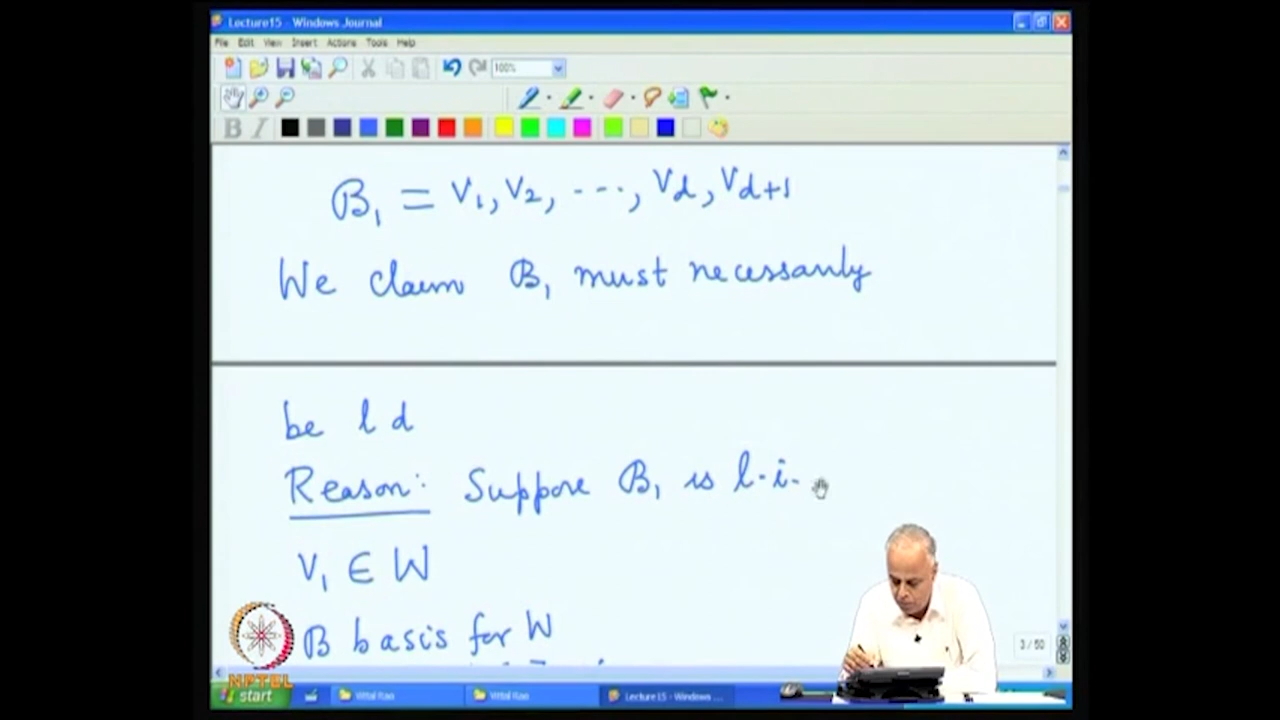 Lecture15 - Windows Journal
File Edit View Insert Actions Tools Help
100%
B I
B₁ = V₁, V₂, ---, Vd, Vd+1
We claim B₁ must necessarily
be l d
Reason: Suppose B₁ is l.i.
V₁ ∈ W
B basis for W
3 / 50
NPTEL
start
Vittal Rao
Vittal Rao
Lecture15 - Windows ...